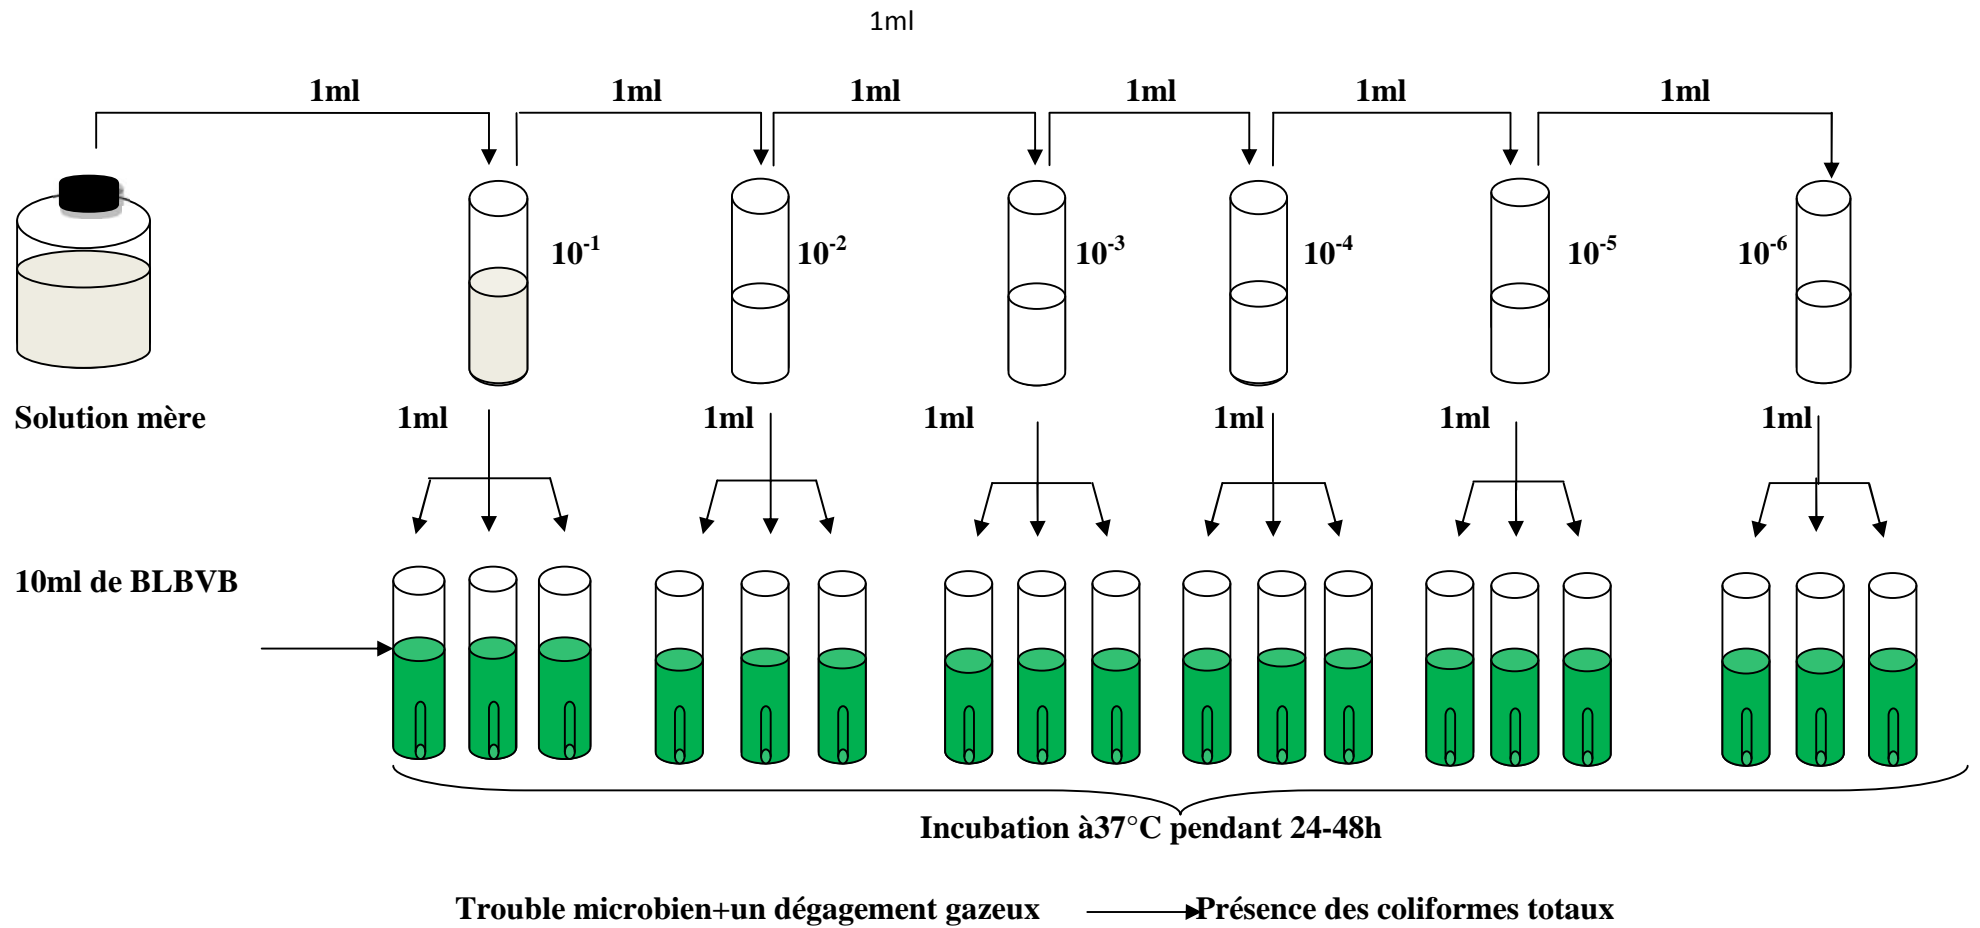 1ml
1ml 1ml 1ml 1ml 1ml 1ml
10⁻¹ 10⁻² 10⁻³ 10⁻⁴ 10⁻⁵ 10⁻⁶
Solution mère 1ml 1ml 1ml 1ml 1ml 1ml
10ml de BLBVB
Incubation à37°C pendant 24-48h
Trouble microbien+un dégagement gazeux Présence des coliformes totaux